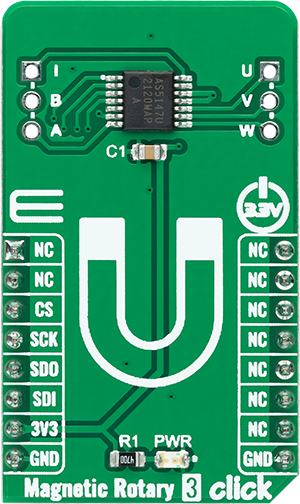 I
B
A
AS5147U
2120MAP
A
U
V
W
C1
3.3V
NC
NC
CS
SCK
SDO
SDI
3V3
GND
NC
NC
NC
NC
NC
NC
NC
GND
R1 PWR
4700
Magnetic Rotary 3 click